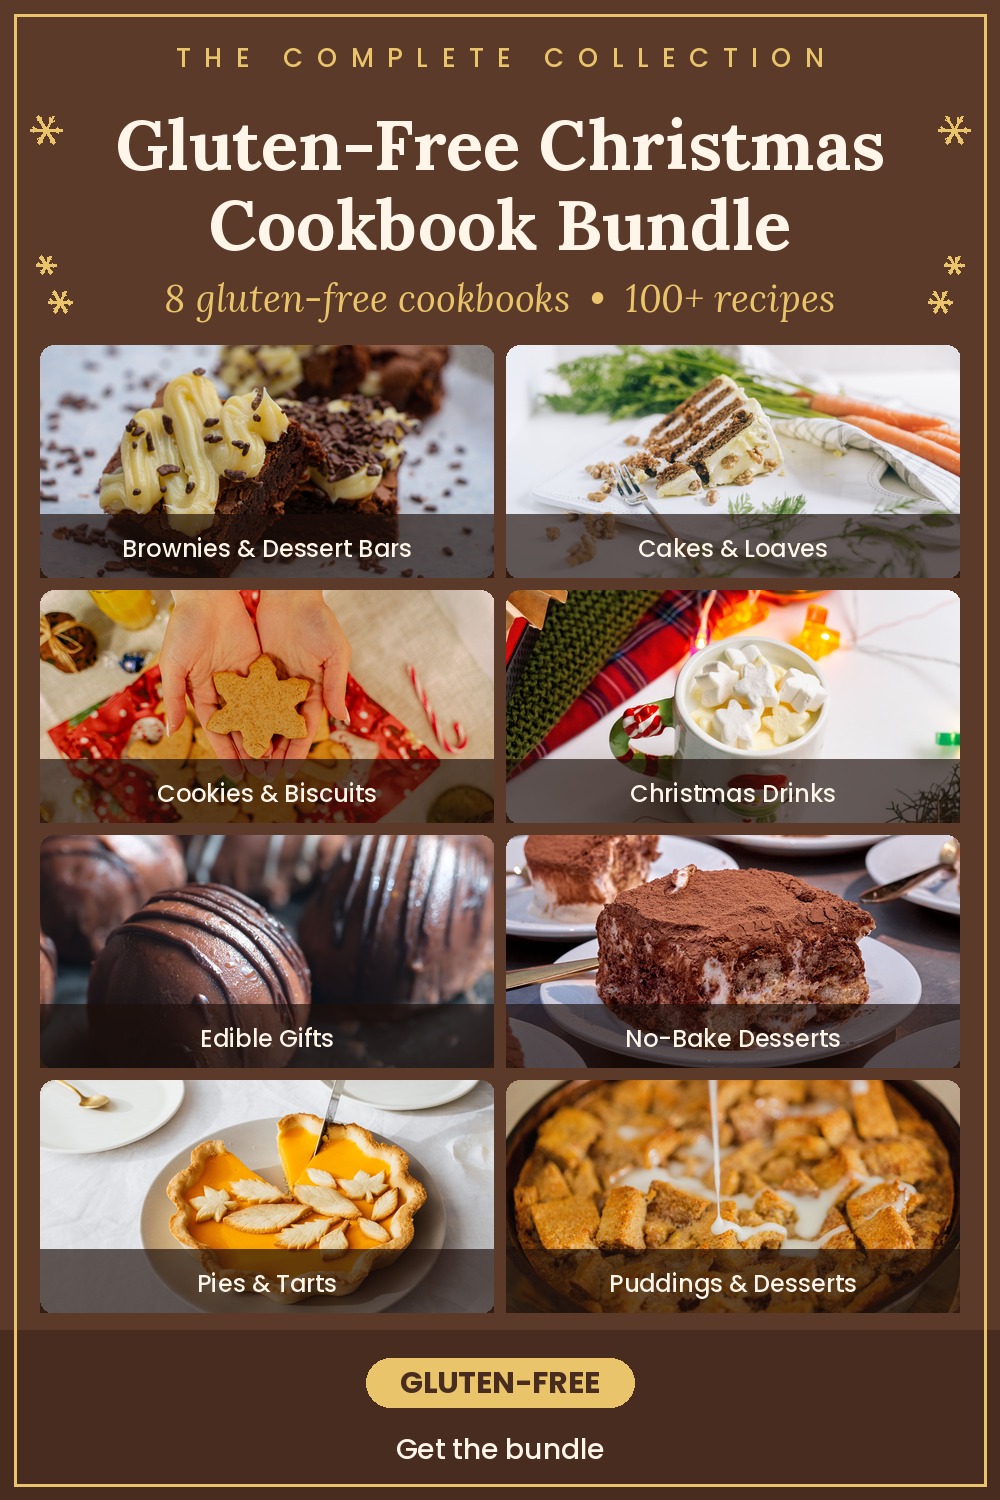 THE COMPLETE COLLECTION
Gluten-Free Christmas
Cookbook Bundle
8 gluten-free cookbooks • 100+ recipes
Brownies & Dessert Bars
Cakes & Loaves
Cookies & Biscuits
Christmas Drinks
Edible Gifts
No-Bake Desserts
Pies & Tarts
Puddings & Desserts
GLUTEN-FREE
Get the bundle